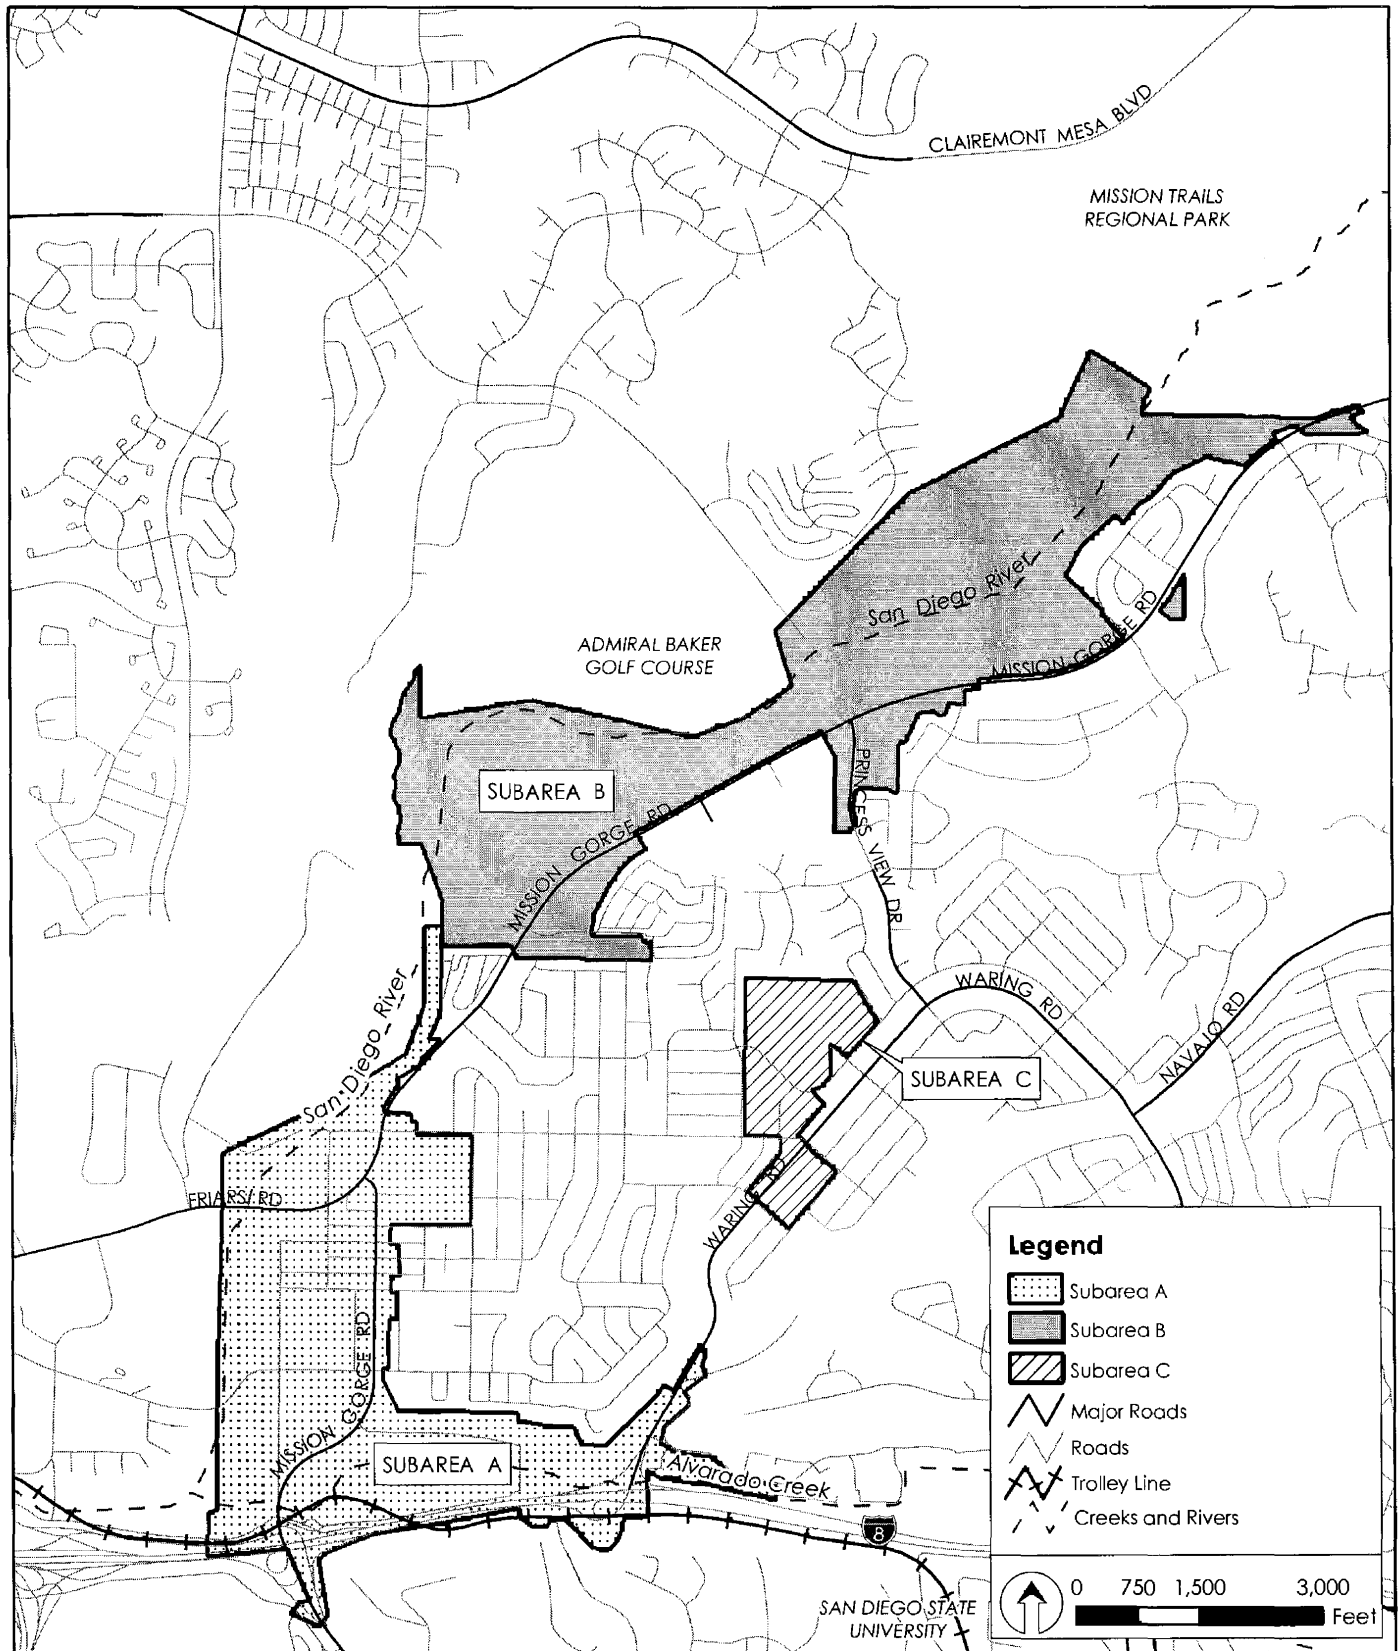 CLAIREMONT MESA BLVD
MISSION TRAILS
REGIONAL PARK
San Diego River
ADMIRAL BAKER
GOLF COURSE
MISSION GORGE RD
SUBAREA B
PRINCESS VIEW DR
MISSION GORGE RD
San Diego River
WARING RD
NAVAJO RD
SUBAREA C
FRIARS RD
WARING RD
MISSION GORGE RD
SUBAREA A
Alvarado Creek
8
SAN DIEGO STATE
UNIVERSITY
Legend
Subarea A
Subarea B
Subarea C
Major Roads
Roads
Trolley Line
Creeks and Rivers
0 750 1,500 3,000
Feet